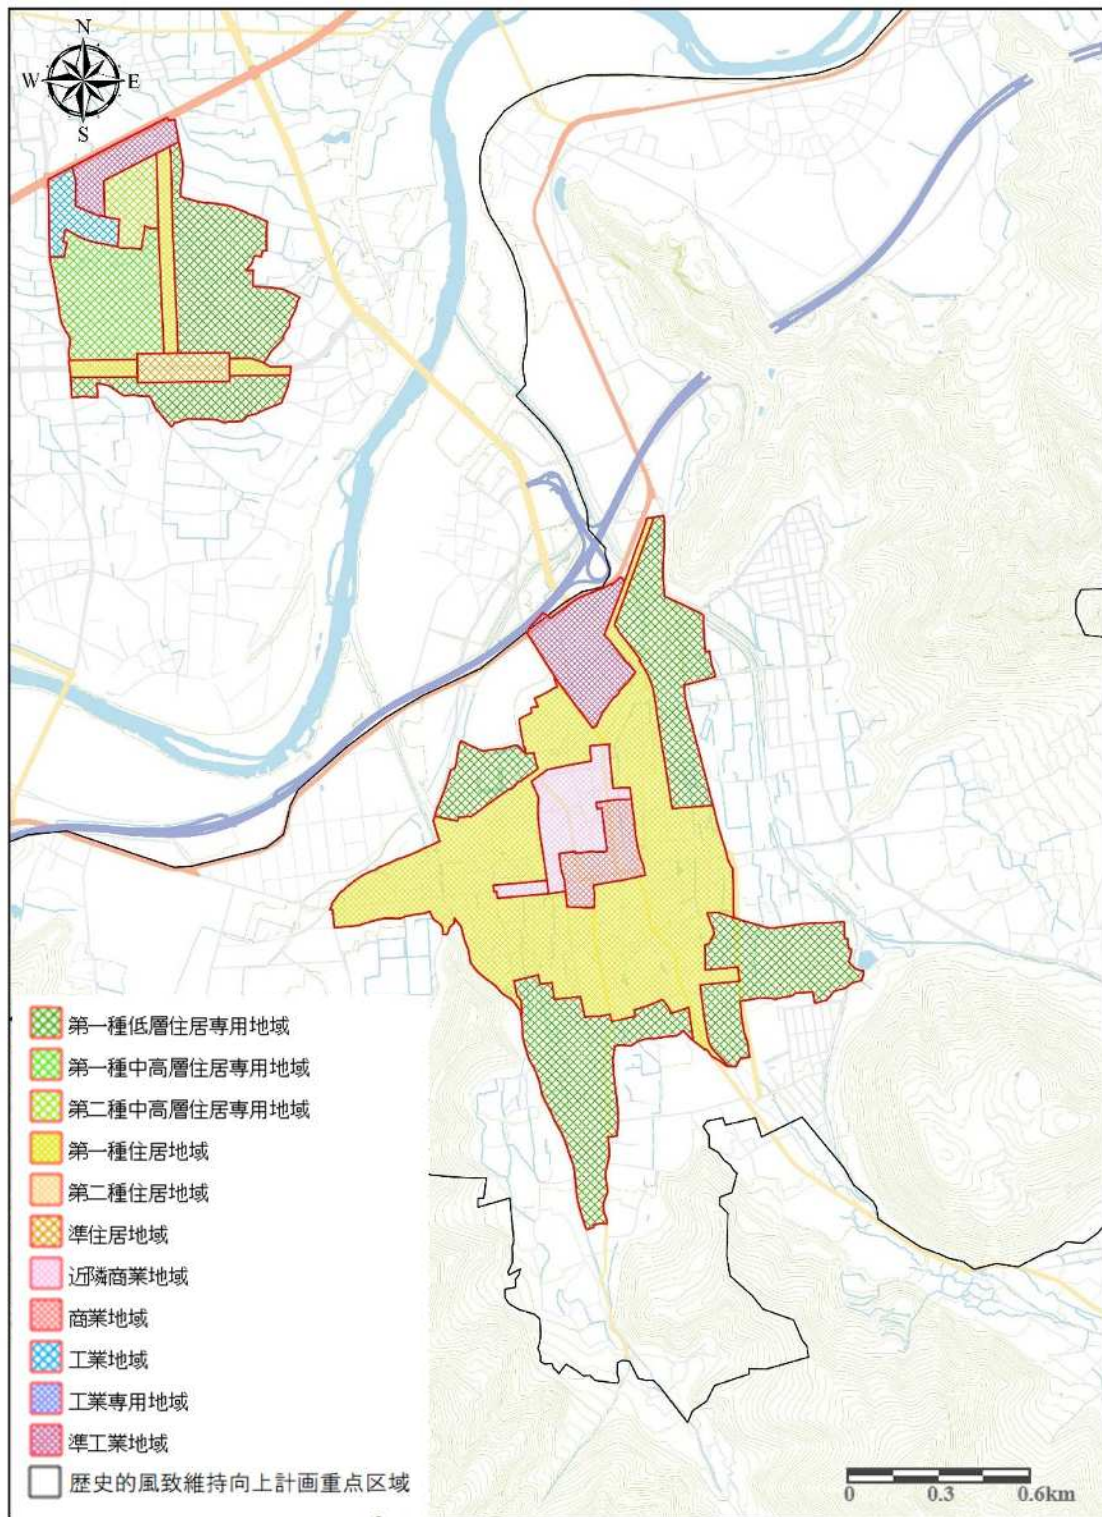 N
W
E
S
第一種低層住居専用地域
第一種中高層住居専用地域
第二種中高層住居専用地域
第一種住居地域
第二種住居地域
準住居地域
近隣商業地域
商業地域
工業地域
工業専用地域
準工業地域
歴史的風致維持向上計画重点区域
0 0.3 0.6km